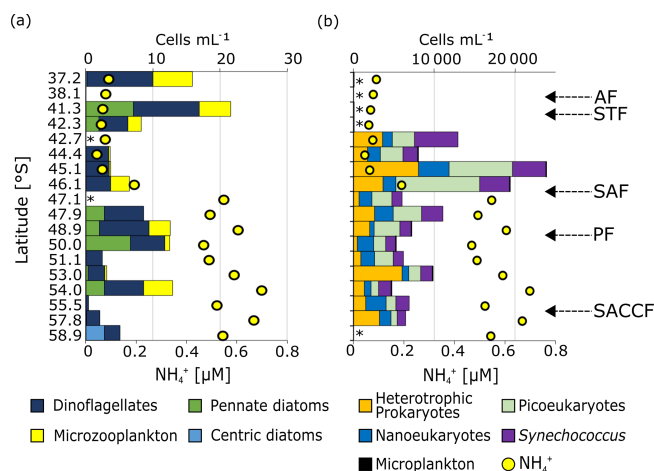 (a)
(b)
Cells mL⁻¹
Cells mL⁻¹
0 10 20 30
0 10 000 20 000
37.2
38.1
41.3
42.3
42.7 *
44.4
45.1
46.1
47.1 *
47.9
48.9
50.0
51.1
53.0
54.0
55.5
57.8
58.9
Latitude [°S]
*
*
*
*
*
AF
STF
SAF
PF
SACCF
0 0.2 0.4 0.6 0.8
0 0.2 0.4 0.6 0.8
NH₄⁺ [µM]
NH₄⁺ [µM]
Dinoflagellates
Pennate diatoms
Microzooplankton
Centric diatoms
Heterotrophic
Prokaryotes
Picoeukaryotes
Nanoeukaryotes
Synechococcus
Microplankton
NH₄⁺